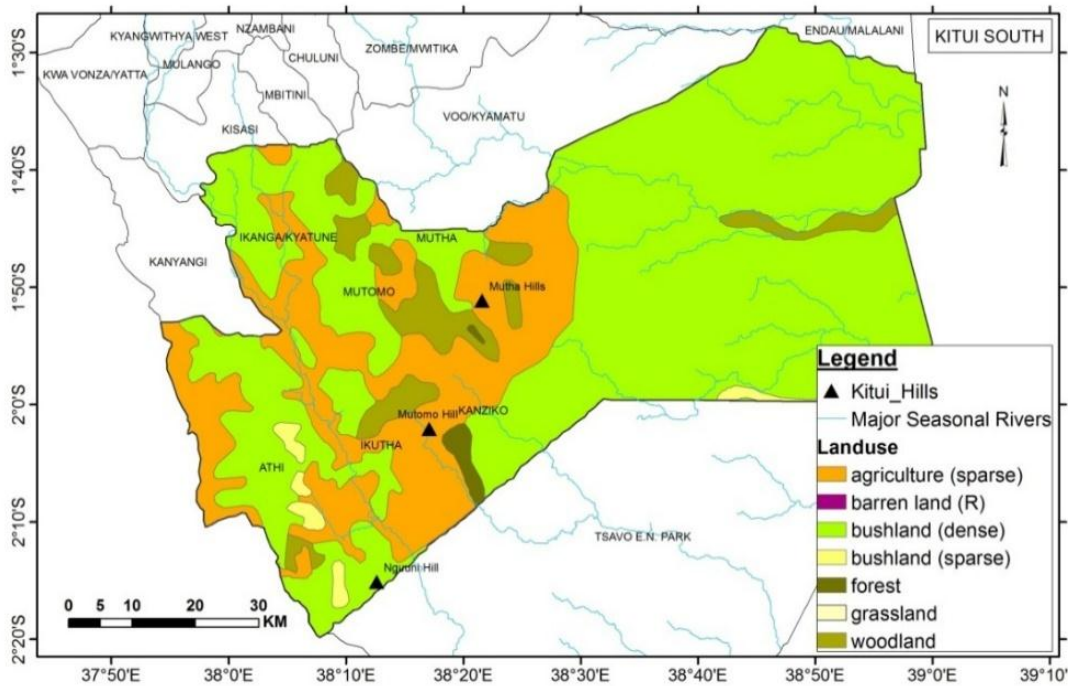 KITUI SOUTH
NZAMBANI
KYANGWITHYA WEST
ENDAU/MALALANI
ZOMBE/MWITIKA
CHULUNI
MULANGO
KWA VONZA/YATTA
MBITINI
VOO/KYAMATU
KISASI
N
IKANGA/KYATUNE
MUTHA
KANYANGI
MUTOMO
Mutha Hills
KANZIKO
Mutomo Hill
IKUTHA
ATHI
TSAVO E.N. PARK
Nguuni Hill
Legend
Kitui_Hills
Major Seasonal Rivers
Landuse
agriculture (sparse)
barren land (R)
bushland (dense)
bushland (sparse)
forest
grassland
woodland
0 5 10 20 30
KM
1°30'S
1°40'S
1°50'S
2°0'S
2°10'S
2°20'S
37°50'E 38°0'E 38°10'E 38°20'E 38°30'E 38°40'E 38°50'E 39°0'E 39°10'E